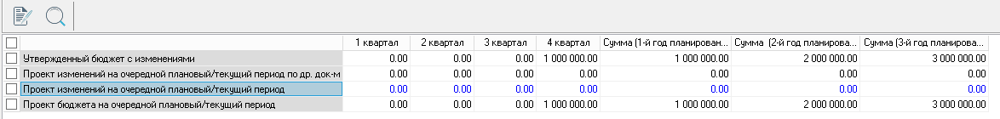 1 квартал 2 квартал 3 квартал 4 квартал Сумма (1-й год планирован... Сумма (2-й год планирова... Сумма (3-й год планирова...
Утвержденный бюджет с изменениями 0.00 0.00 0.00 1 000 000.00 1 000 000.00 2 000 000.00 3 000 000.00
Проект изменений на очередной плановый/текущий период по др. док-м 0.00 0.00 0.00 0.00 0.00 0.00 0.00
Проект изменений на очередной плановый/текущий период 0.00 0.00 0.00 0.00 0.00 0.00 0.00
Проект бюджета на очередной плановый/текущий период 0.00 0.00 0.00 1 000 000.00 1 000 000.00 2 000 000.00 3 000 000.00